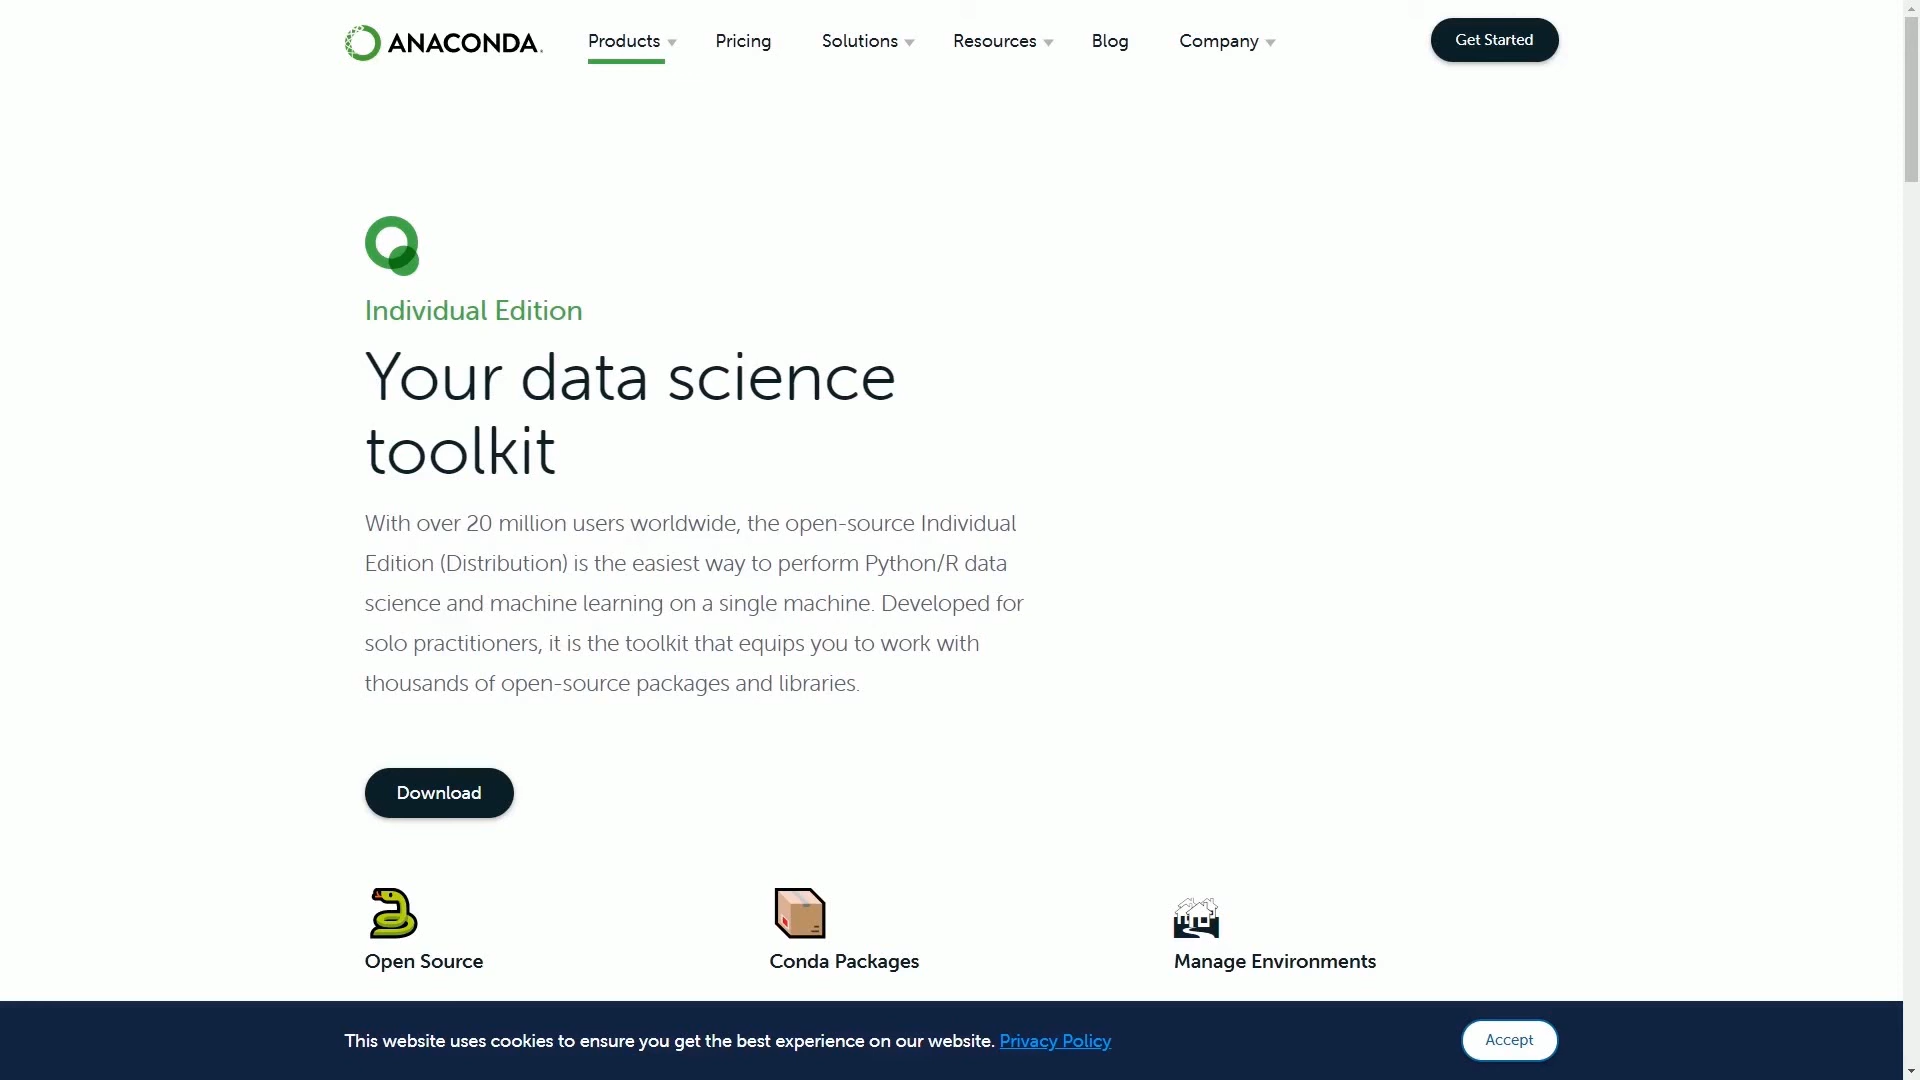 ANACONDA.
Products Pricing Solutions Resources Blog Company Get Started
Individual Edition
Your data science
toolkit
With over 20 million users worldwide, the open-source Individual
Edition (Distribution) is the easiest way to perform Python/R data
science and machine learning on a single machine. Developed for
solo practitioners, it is the toolkit that equips you to work with
thousands of open-source packages and libraries.
Download
Open Source Conda Packages Manage Environments
This website uses cookies to ensure you get the best experience on our website. Privacy Policy Accept